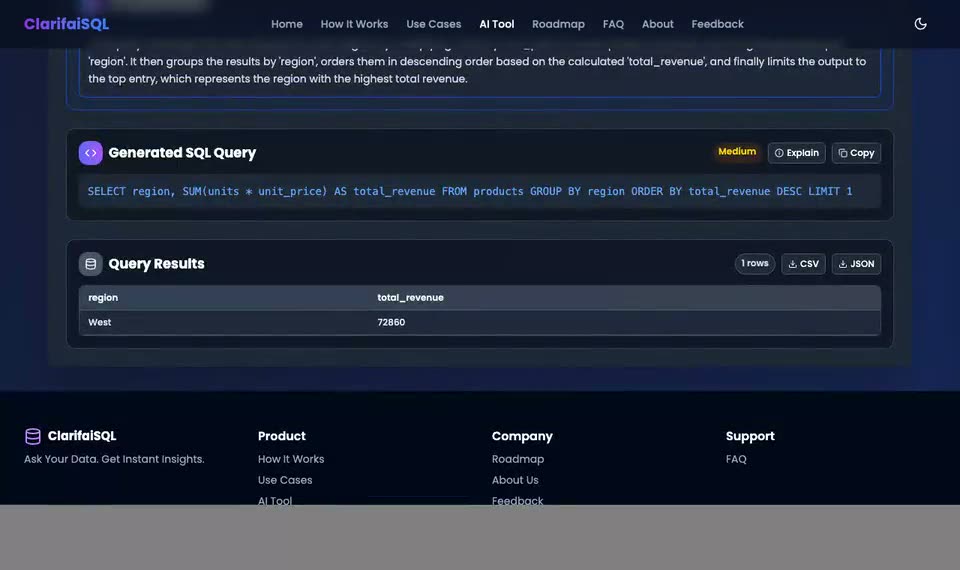 ClarifaiSQL
Home How It Works Use Cases AI Tool Roadmap FAQ About Feedback
'region'. It then groups the results by 'region', orders them in descending order based on the calculated 'total_revenue', and finally limits the output to
the top entry, which represents the region with the highest total revenue.
Generated SQL Query Medium Explain Copy
SELECT region, SUM(units * unit_price) AS total_revenue FROM products GROUP BY region ORDER BY total_revenue DESC LIMIT 1
Query Results 1 rows CSV JSON
region total_revenue
West 72860
ClarifaiSQL Product Company Support
Ask Your Data. Get Instant Insights. How It Works Roadmap FAQ
Use Cases About Us
AI Tool Feedback